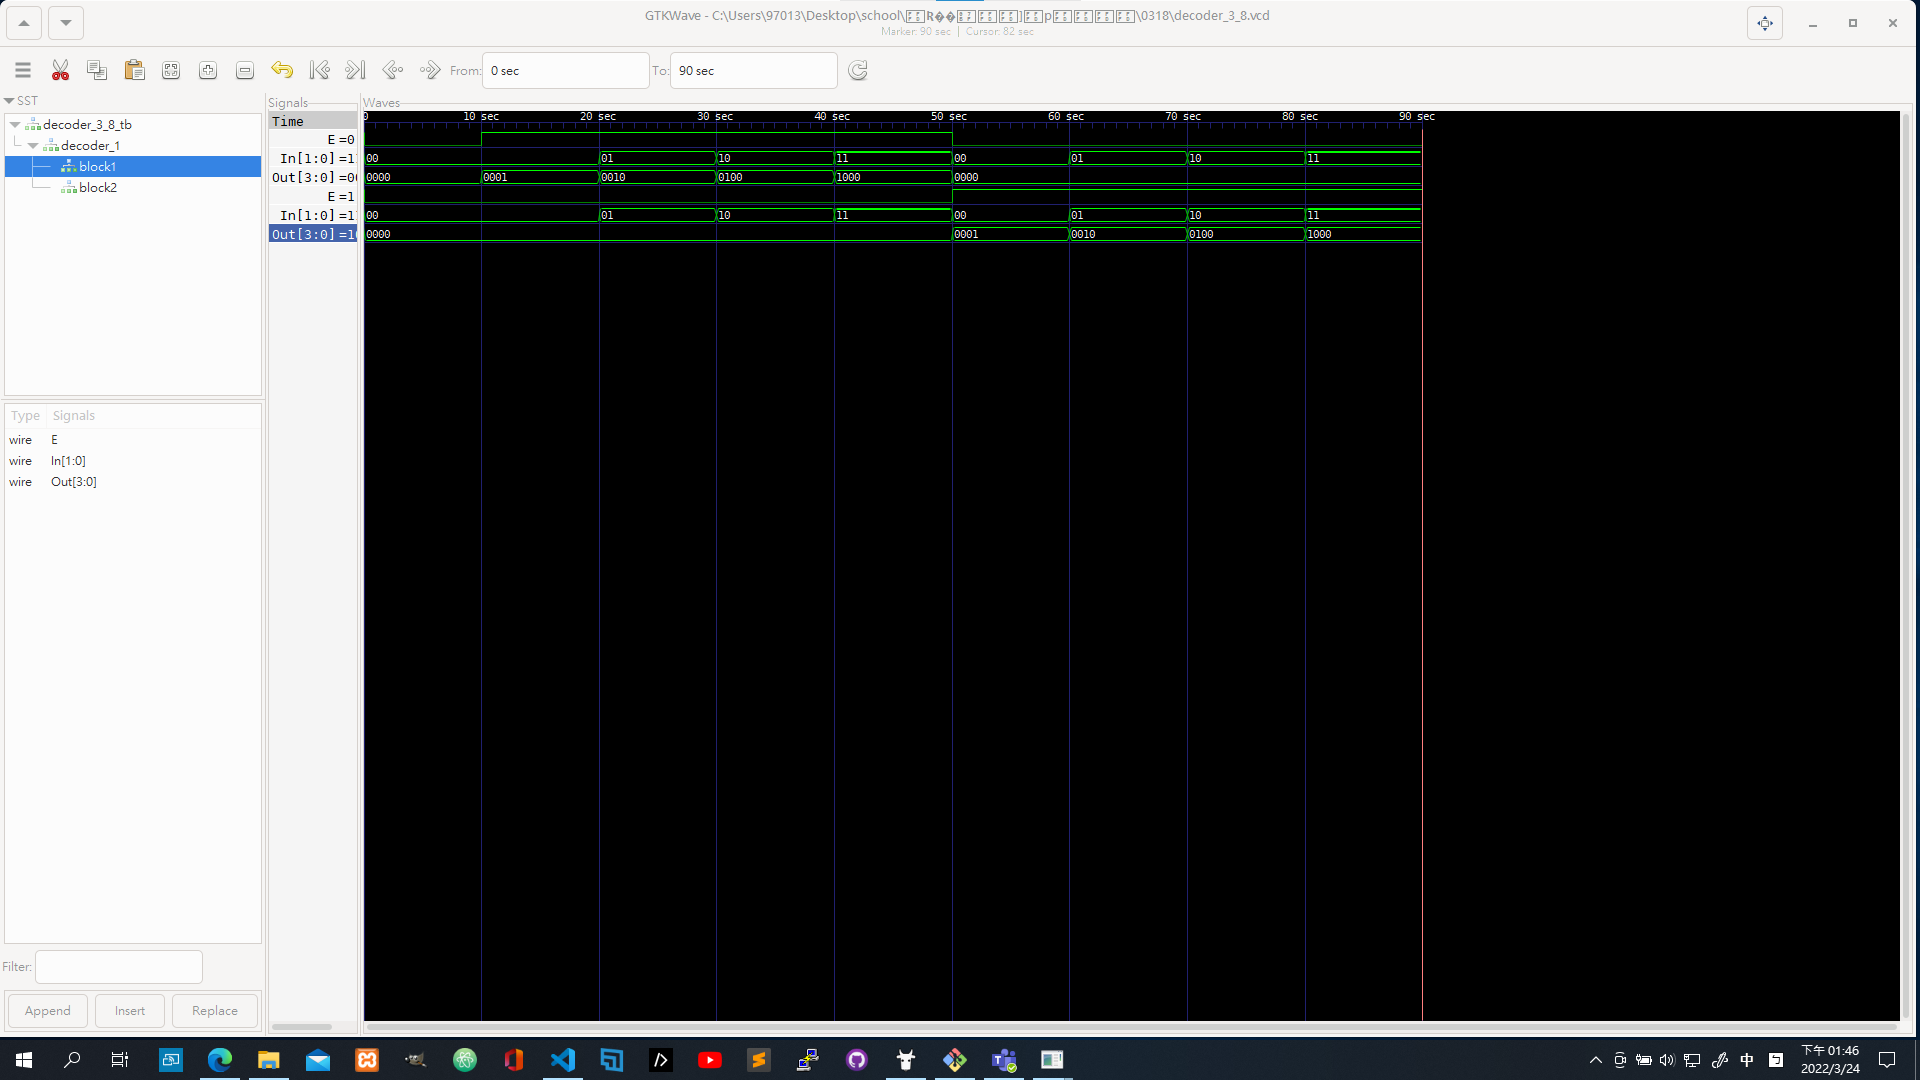 GTKWave - C:\Users\97013\Desktop\school\ \0318\decoder_3_8.vcd
Marker: 90 sec | Cursor: 82 sec
From: 0 sec To: 90 sec
SST
decoder_3_8_tb
decoder_1
block1
block2
Type Signals
wire E
wire In[1:0]
wire Out[3:0]
Filter:
Append Insert Replace
Signals
Time
E =0
In[1:0] =1
Out[3:0] =0
E =1
In[1:0] =1
Out[3:0] =1
Waves
0 10 sec 20 sec 30 sec 40 sec 50 sec 60 sec 70 sec 80 sec 90 sec
00 01 10 11 00 01 10 11
0000 0001 0010 0100 1000 0000
00 01 10 11 00 01 10 11
0000 0001 0010 0100 1000
中
下午 01:46
2022/3/24